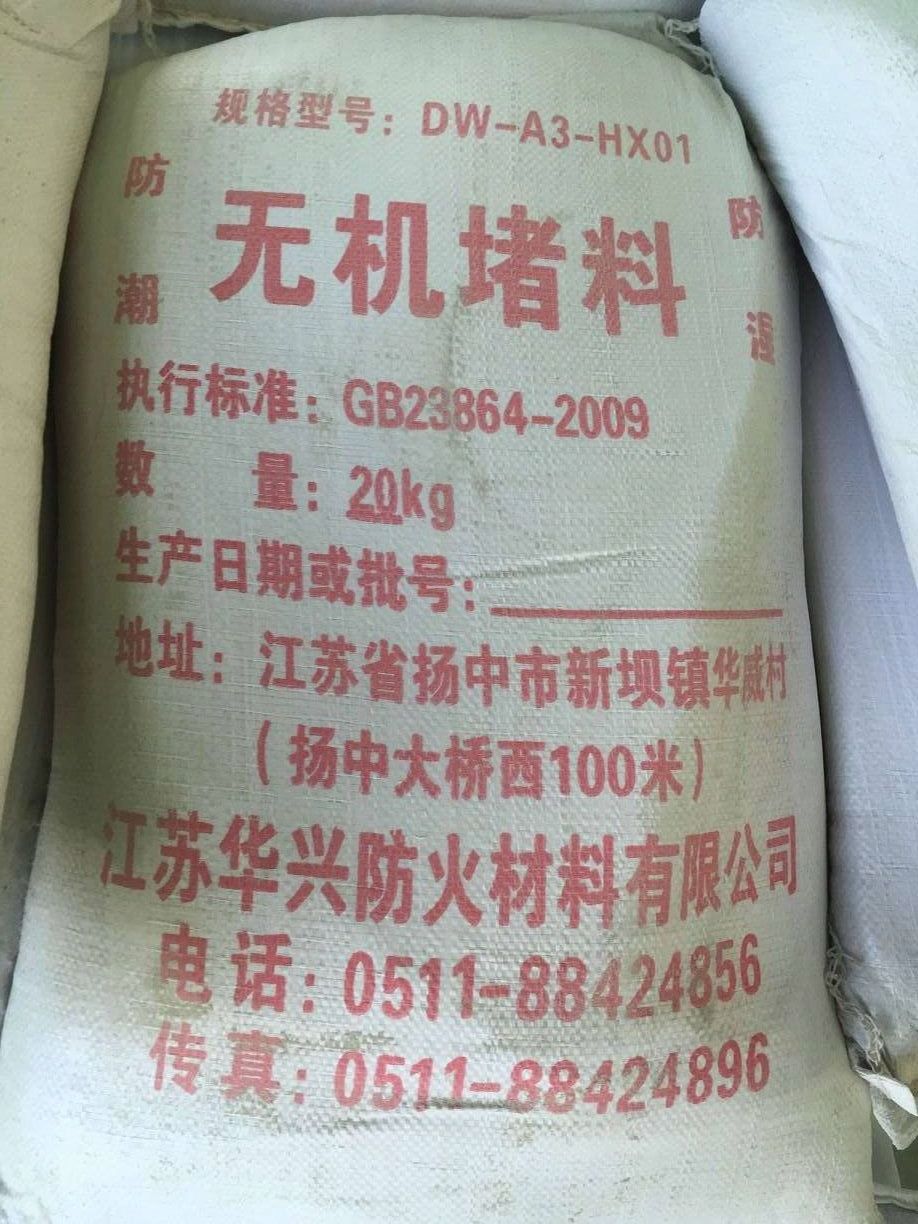 规格型号：DW-A3-HX01
防潮
无机堵料
防湿
执行标准：GB23864-2009
数 量：20kg
生产日期或批号：
地址：江苏省扬中市新坝镇华威村
（扬中大桥西100米）
江苏华兴防火材料有限公司
电话：0511-88424856
传真：0511-88424896